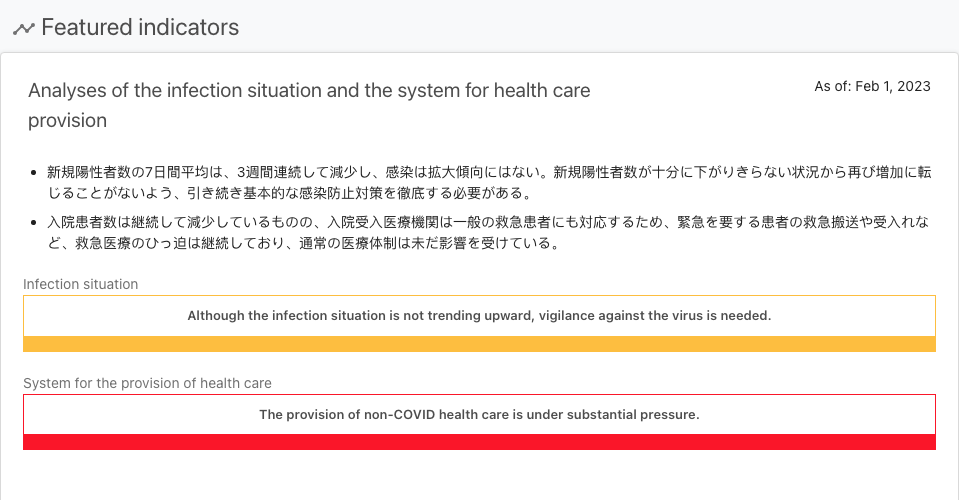 Featured indicators
Analyses of the infection situation and the system for health care
provision
As of: Feb 1, 2023
• 新規陽性者数の7日間平均は、3週間連続して減少し、感染は拡大傾向にはない。新規陽性者数が十分に下がりきらない状況から再び増加に転
じることがないよう、引き続き基本的な感染防止対策を徹底する必要がある。
• 入院患者数は継続して減少しているものの、入院受入医療機関は一般の救急患者にも対応するため、緊急を要する患者の救急搬送や受入れな
ど、救急医療のひっ迫は継続しており、通常の医療体制は未だ影響を受けている。
Infection situation
Although the infection situation is not trending upward, vigilance against the virus is needed.
System for the provision of health care
The provision of non-COVID health care is under substantial pressure.